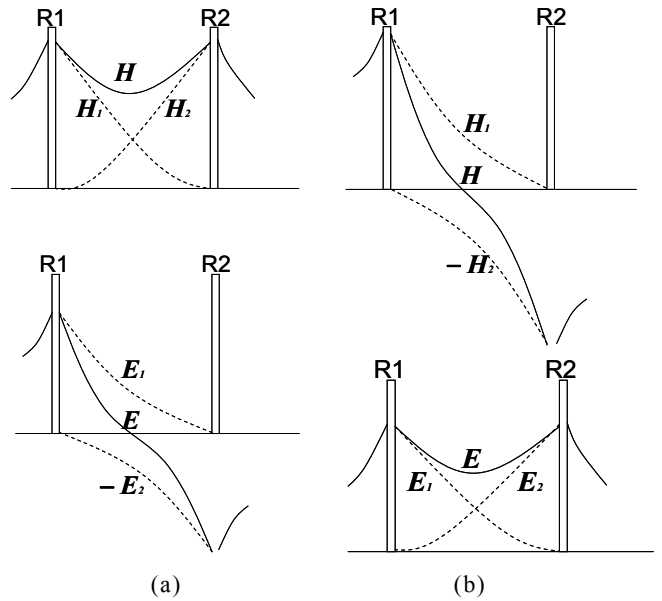 R1 R2
H
H₁ H₂
R1 R2
E₁
E
– E₂
(a)
R1 R2
H₁
H
– H₂
R1 R2
E
E₁ E₂
(b)